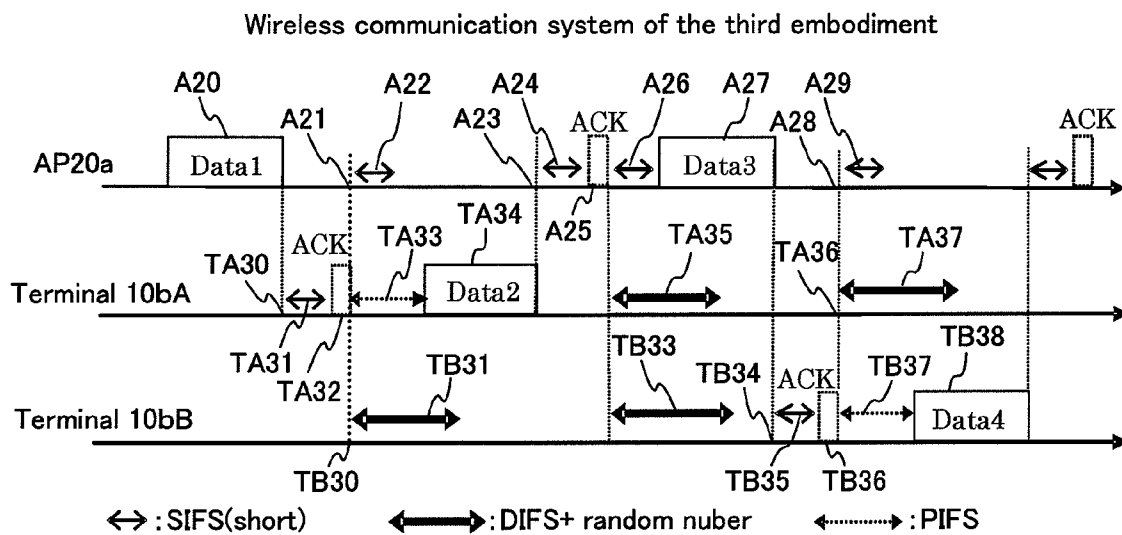 Wireless communication system of the third embodiment
A20 A21 A22 A23 A24 ACK A26 A27 A28 A29 ACK
AP20a Data1 Data3
A25
TA30 ACK TA33 TA34 TA35 TA36 TA37
Terminal 10bA Data2
TA31 TA32
TB31 TB33 TB34 ACK TB37 TB38
Terminal 10bB Data4
TB30 TB35 TB36
:SIFS(short) :DIFS+ random nuber :PIFS